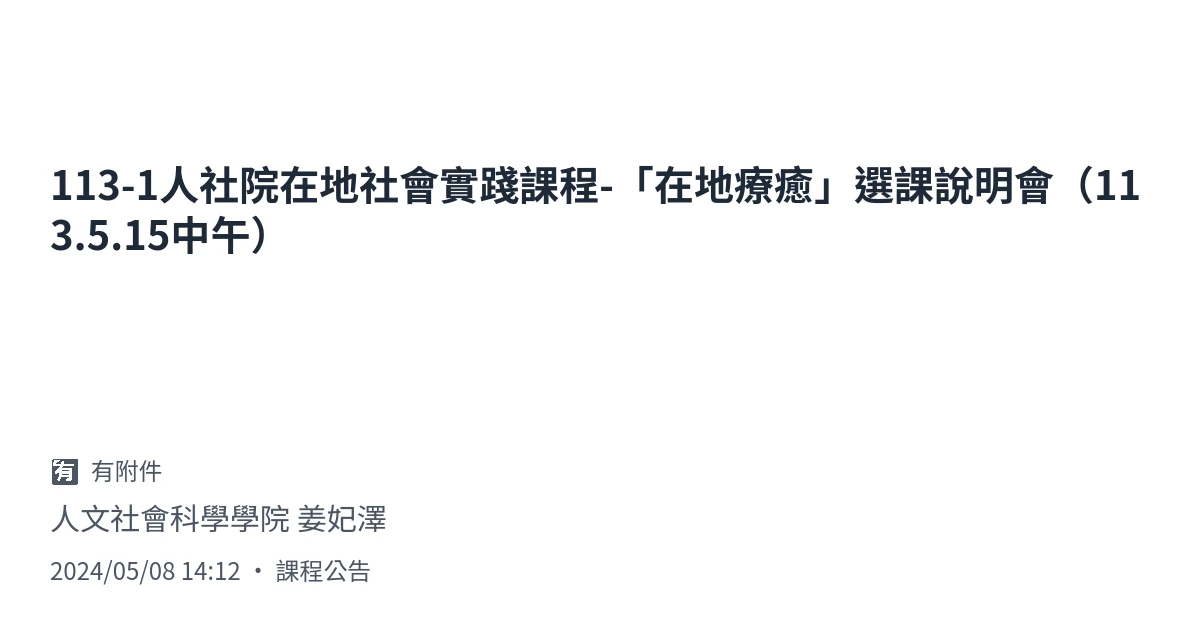 113-1人社院在地社會實踐課程-「在地療癒」選課說明會（11
3.5.15中午）
有 有附件
人文社會科學學院 姜妃澤
2024/05/08 14:12 • 課程公告